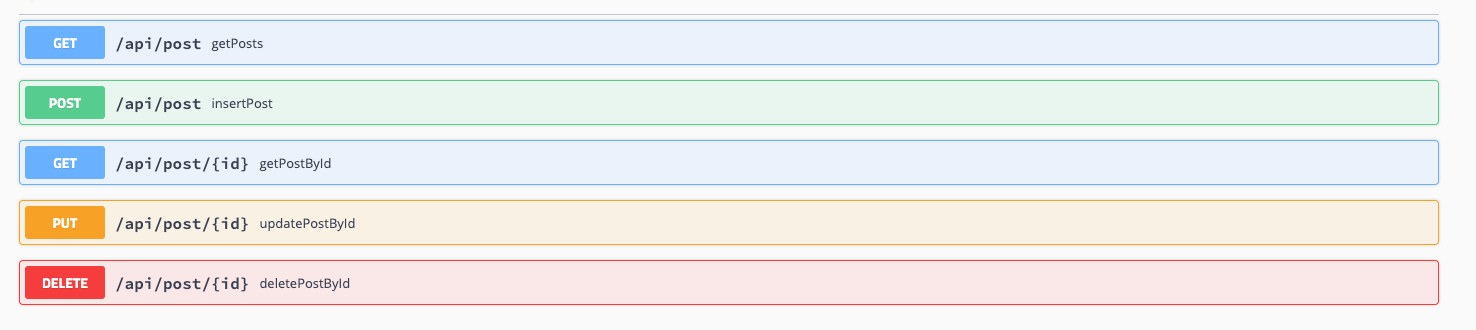 GET /api/post getPosts
POST /api/post insertPost
GET /api/post/{id} getPostById
PUT /api/post/{id} updatePostById
DELETE /api/post/{id} deletePostById